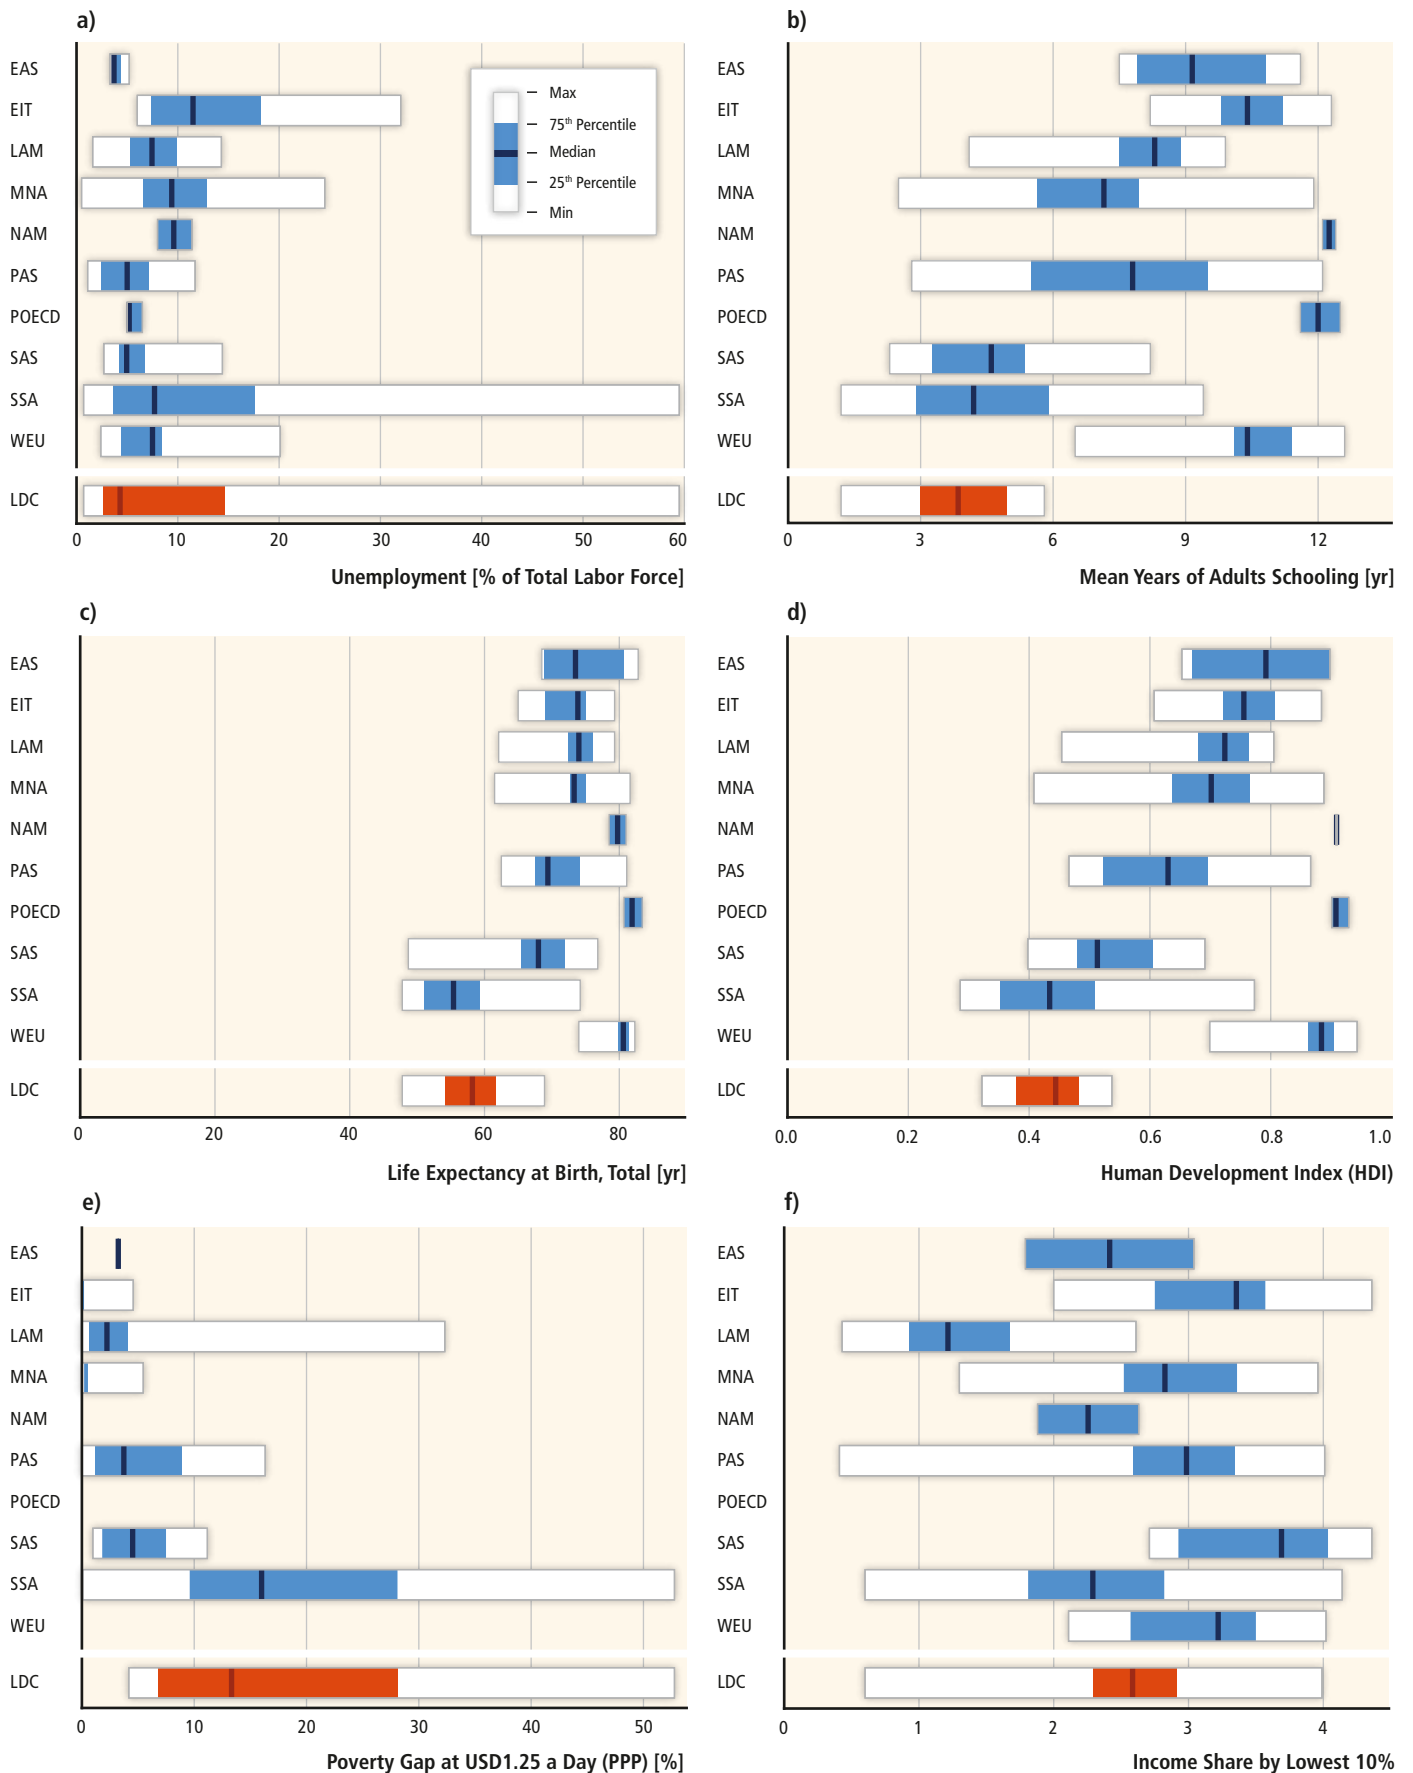 a)
EAS
EIT
LAM
MNA
NAM
PAS
POECD
SAS
SSA
WEU
LDC
Max
75th Percentile
Median
25th Percentile
Min
0 10 20 30 40 50 60
Unemployment [% of Total Labor Force]
b)
EAS
EIT
LAM
MNA
NAM
PAS
POECD
SAS
SSA
WEU
LDC
0 3 6 9 12
Mean Years of Adults Schooling [yr]
c)
EAS
EIT
LAM
MNA
NAM
PAS
POECD
SAS
SSA
WEU
LDC
0 20 40 60 80
Life Expectancy at Birth, Total [yr]
d)
EAS
EIT
LAM
MNA
NAM
PAS
POECD
SAS
SSA
WEU
LDC
0.0 0.2 0.4 0.6 0.8 1.0
Human Development Index (HDI)
e)
EAS
EIT
LAM
MNA
NAM
PAS
POECD
SAS
SSA
WEU
LDC
0 10 20 30 40 50
Poverty Gap at USD1.25 a Day (PPP) [%]
f)
EAS
EIT
LAM
MNA
NAM
PAS
POECD
SAS
SSA
WEU
LDC
0 1 2 3 4
Income Share by Lowest 10%